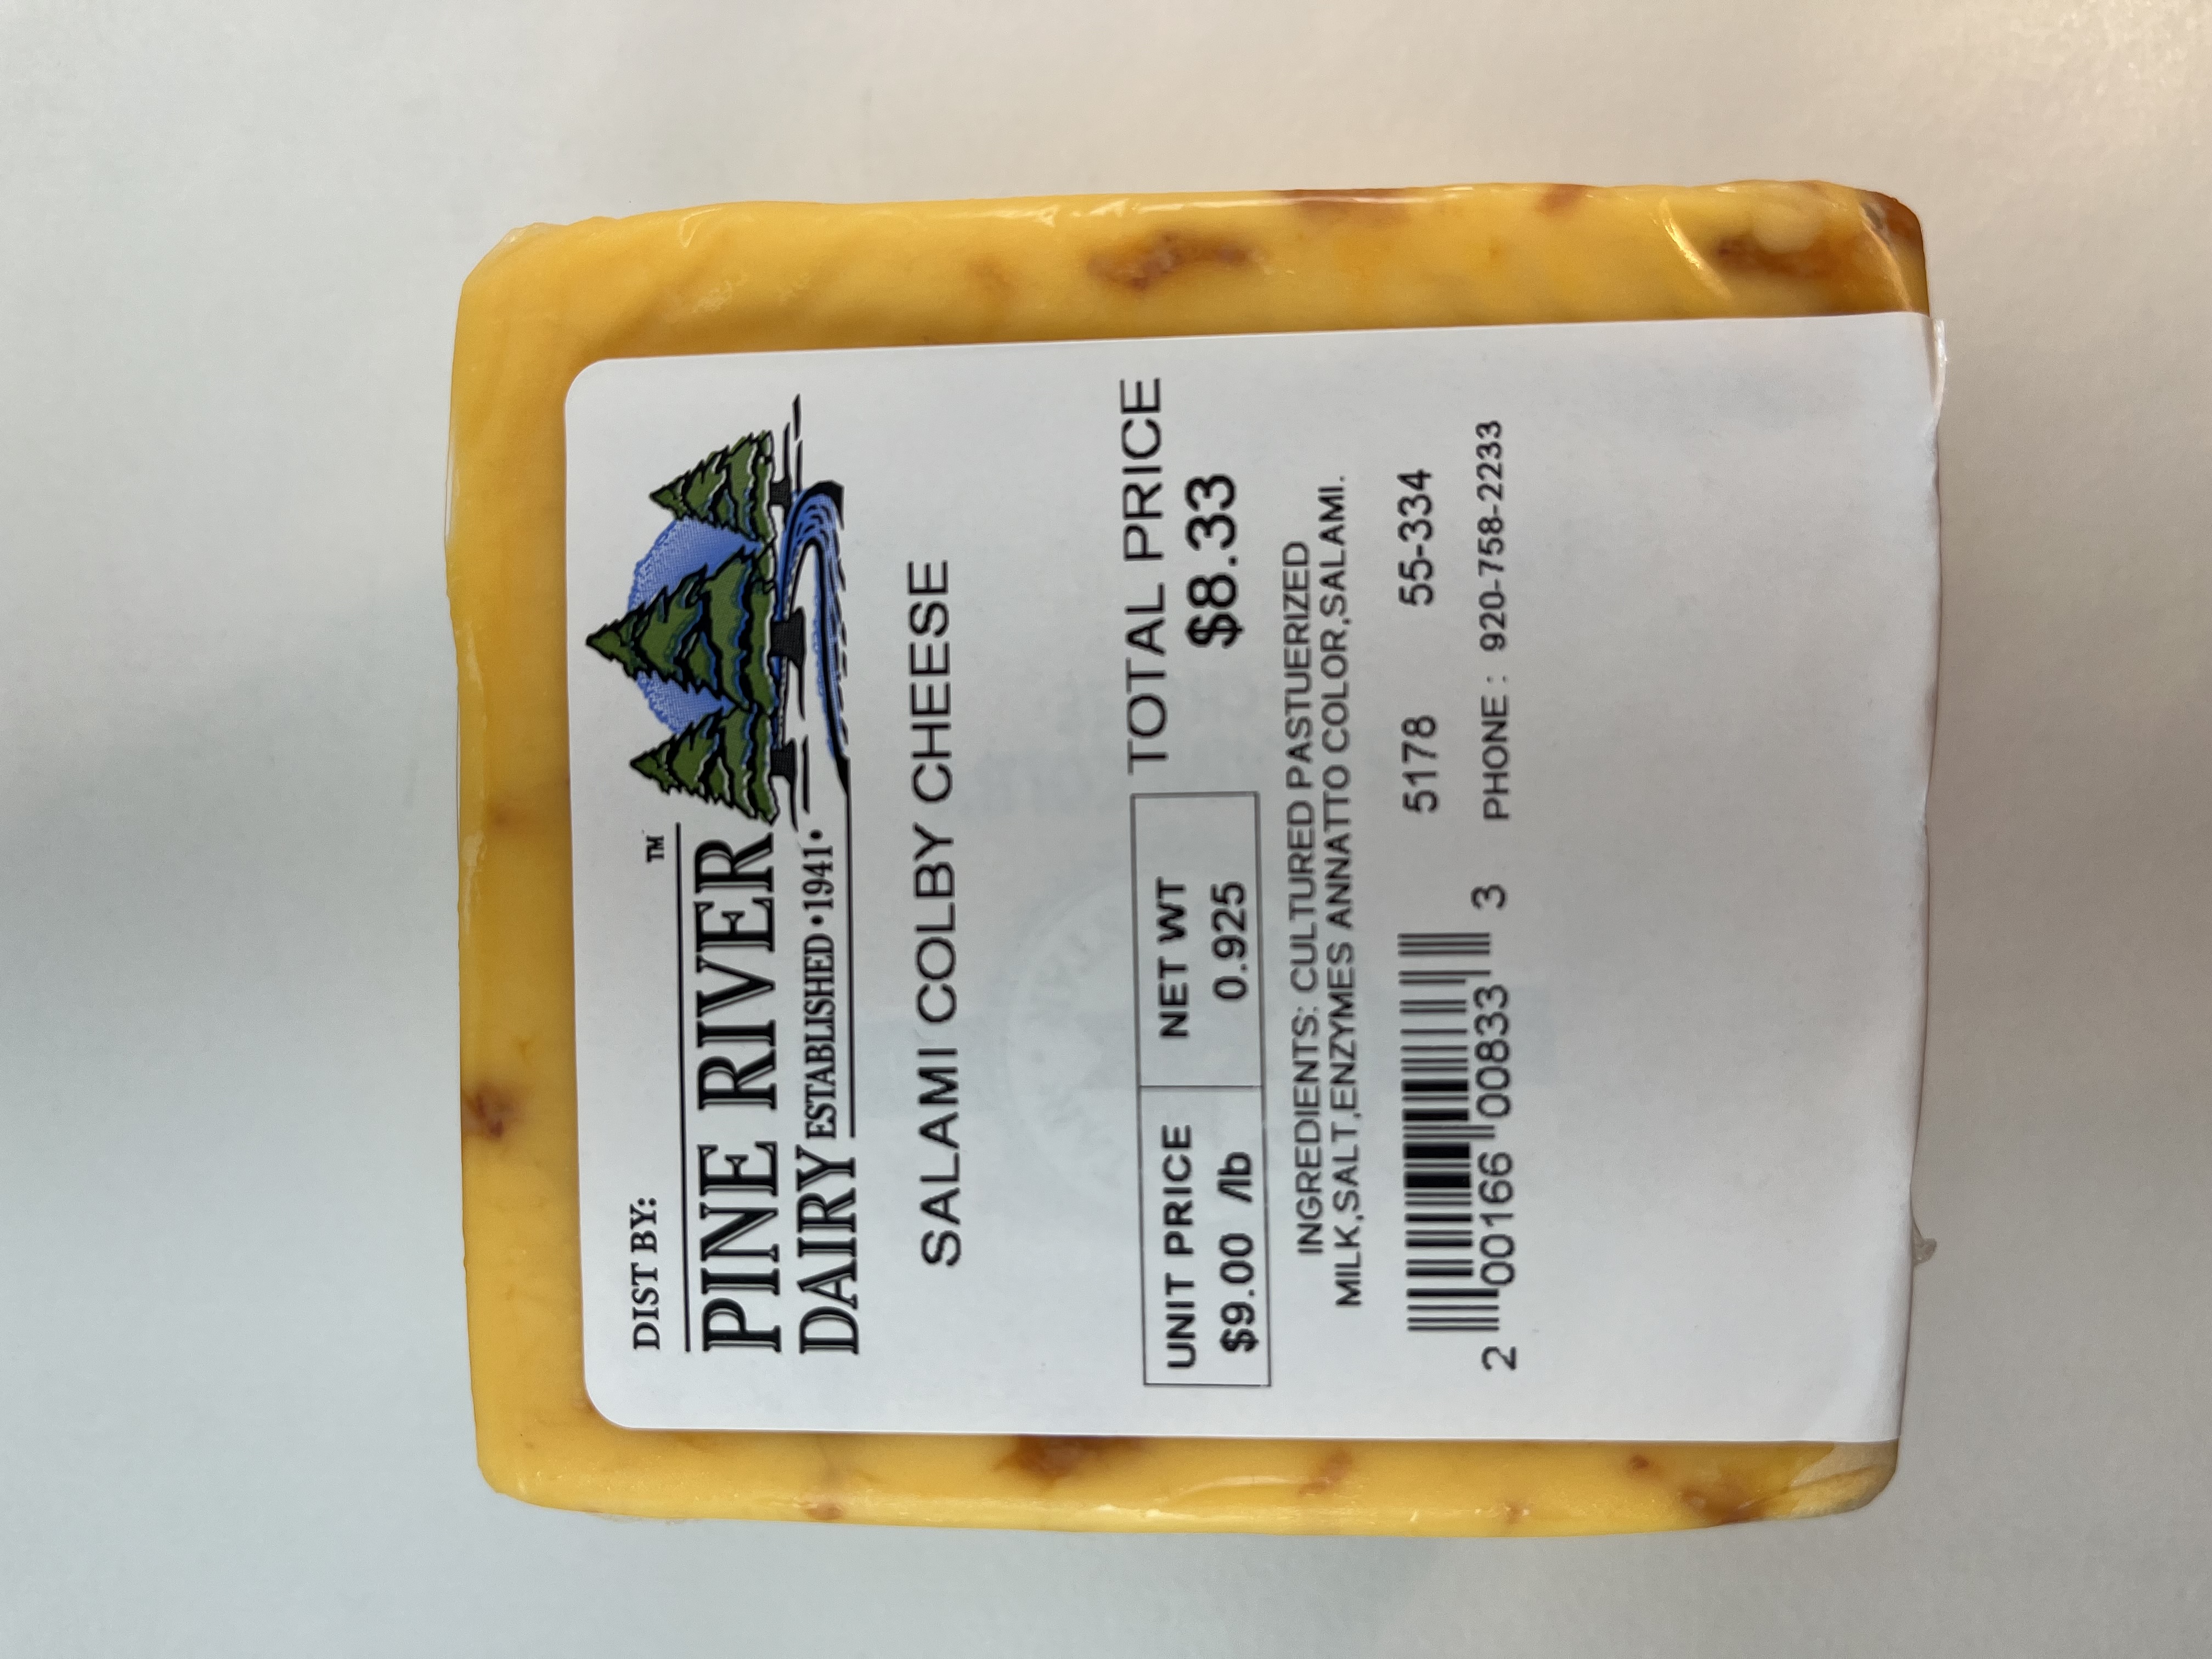 DIST BY:
PINE RIVER™
DAIRY ESTABLISHED•1941•
SALAMI COLBY CHEESE
UNIT PRICE NET WT TOTAL PRICE
$9.00 /lb 0.925 $8.33
INGREDIENTS: CULTURED PASTUERIZED
MILK,SALT,ENZYMES ANNATTO COLOR,SALAMI.
5178 55-334
2 00166 00833 3 PHONE : 920-758-2233